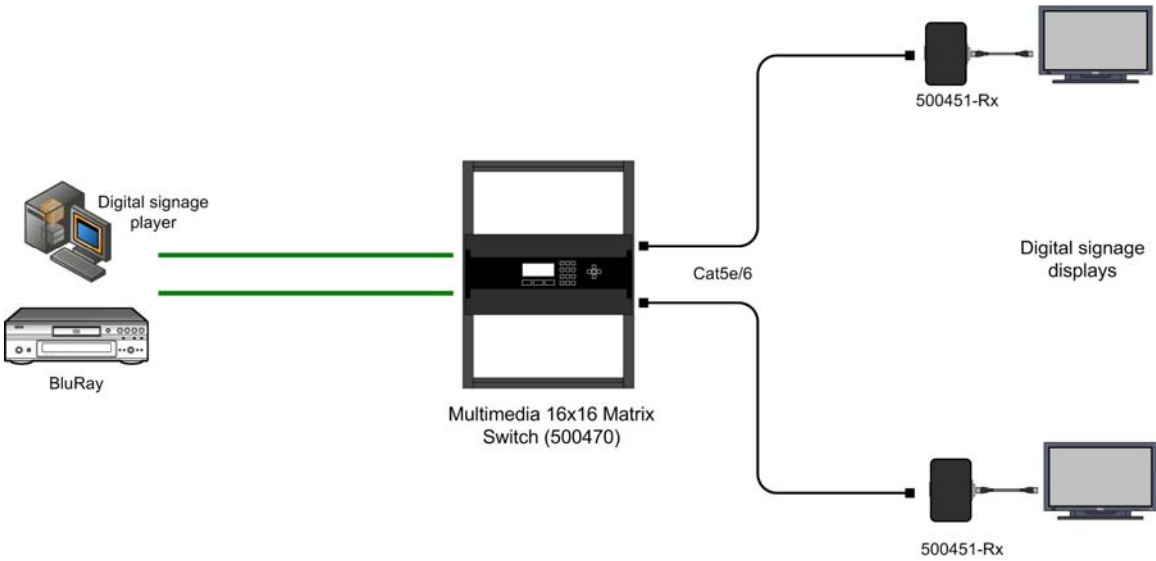 500451-Rx
Digital signage
player
Cat5e/6
Digital signage
displays
BluRay
Multimedia 16x16 Matrix
Switch (500470)
500451-Rx